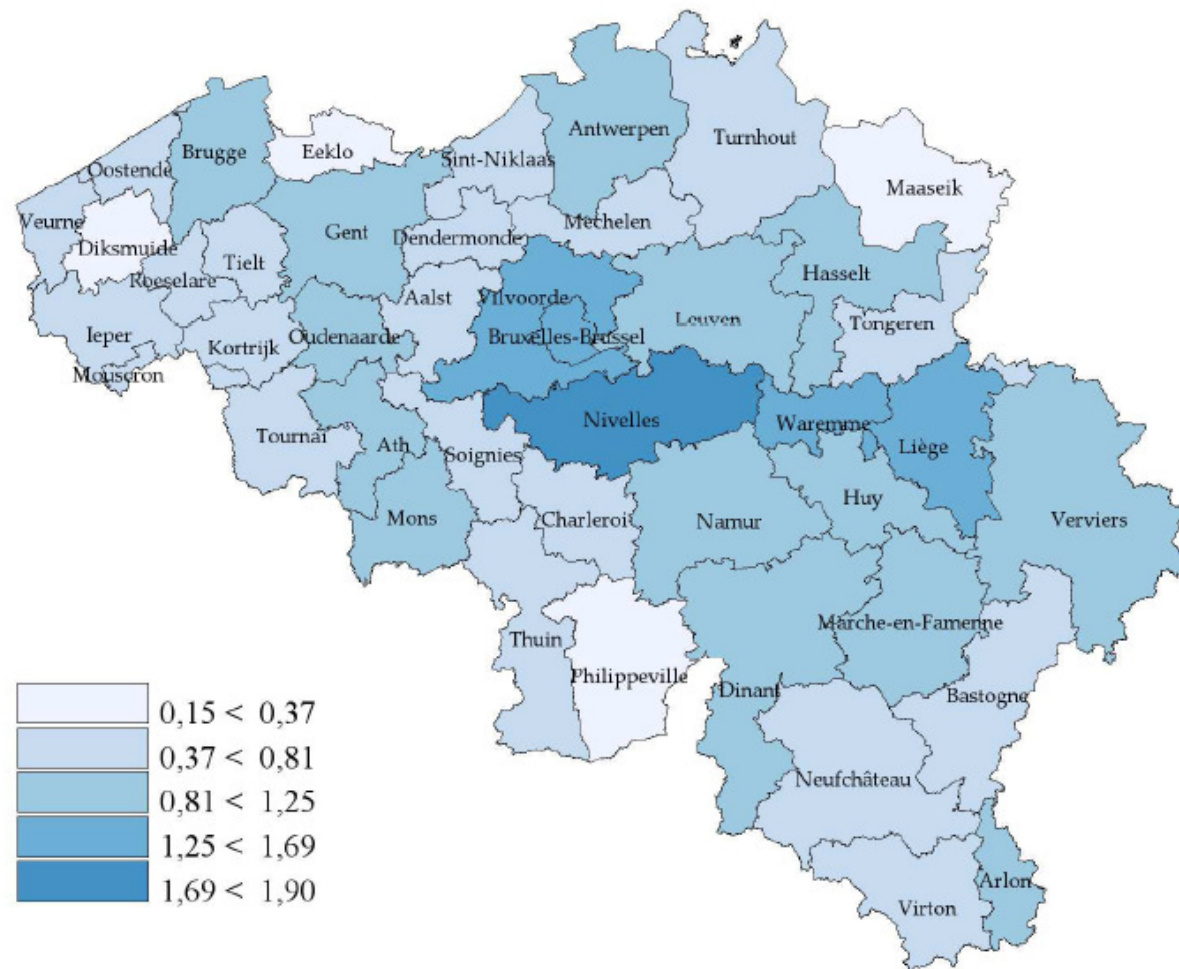 Antwerpen
Turnhout
Brugge
Eeklo
Sint-Niklaas
Oostende
Maaseik
Veurne
Mechelen
Gent
Dendermonde
Diksmuide
Tielt
Hasselt
Roeselare
Aalst
Vilvoorde
Leuven
Tongeren
Ieper
Oudenaarde
Bruxelles-Brussel
Kortrijk
Mouscron
Nivelles
Waremme
Tournai
Ath
Soignies
Liège
Huy
Mons
Charleroi
Namur
Verviers
Marche-en-Famenne
Thuin
Philippeville
Dinant
Bastogne
Neufchâteau
Arlon
Virton
0,15 < 0,37
0,37 < 0,81
0,81 < 1,25
1,25 < 1,69
1,69 < 1,90